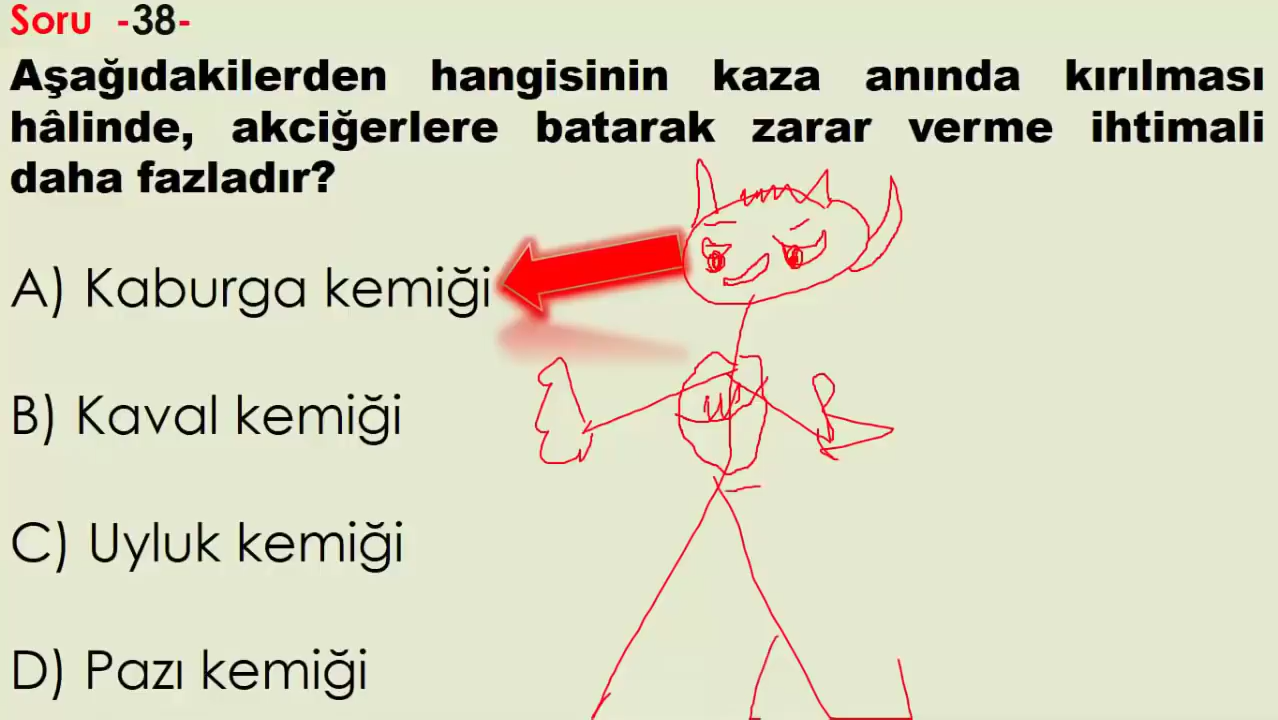 Soru -38-
Aşağıdakilerden hangisinin kaza anında kırılması
hâlinde, akciğerlere batarak zarar verme ihtimali
daha fazladır?
A) Kaburga kemiği
B) Kaval kemiği
C) Uyluk kemiği
D) Pazı kemiği